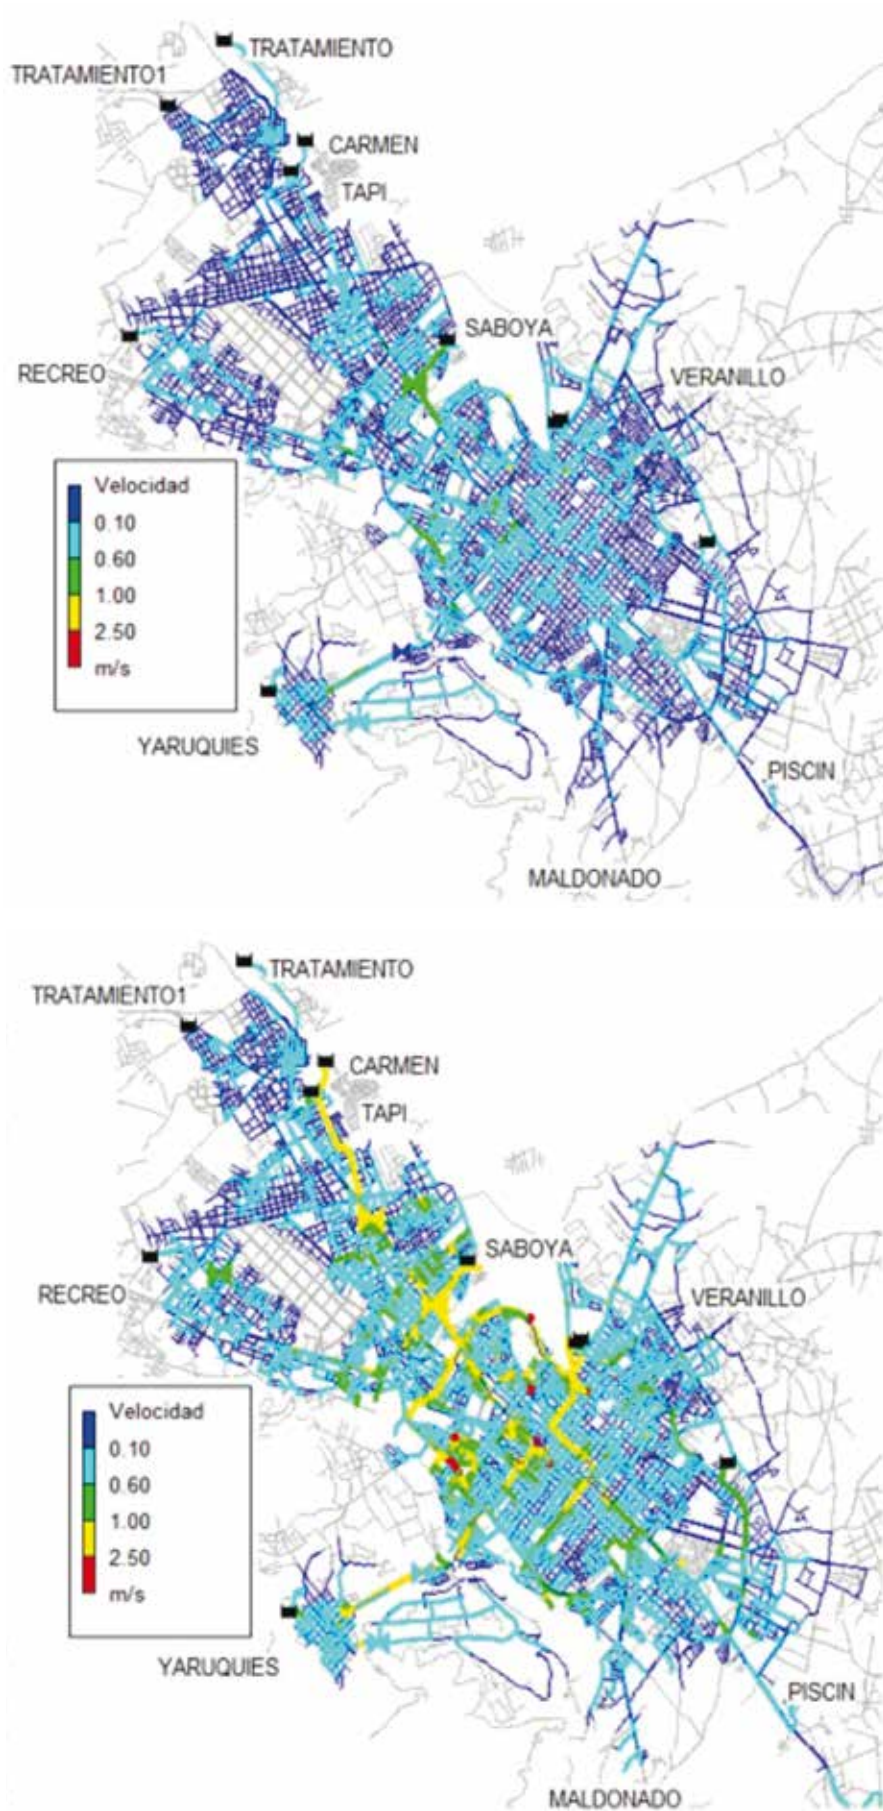 TRATAMIENTO
TRATAMIENTO1
CARMEN
TAPI
SABOYA
RECREO
VERANILLO
Velocidad
0.10
0.60
1.00
2.50
m/s
YARUQUIES
PISCIN
MALDONADO
TRATAMIENTO
TRATAMIENTO1
CARMEN
TAPI
SABOYA
RECREO
VERANILLO
Velocidad
0.10
0.60
1.00
2.50
m/s
YARUQUIES
PISCIN
MALDONADO